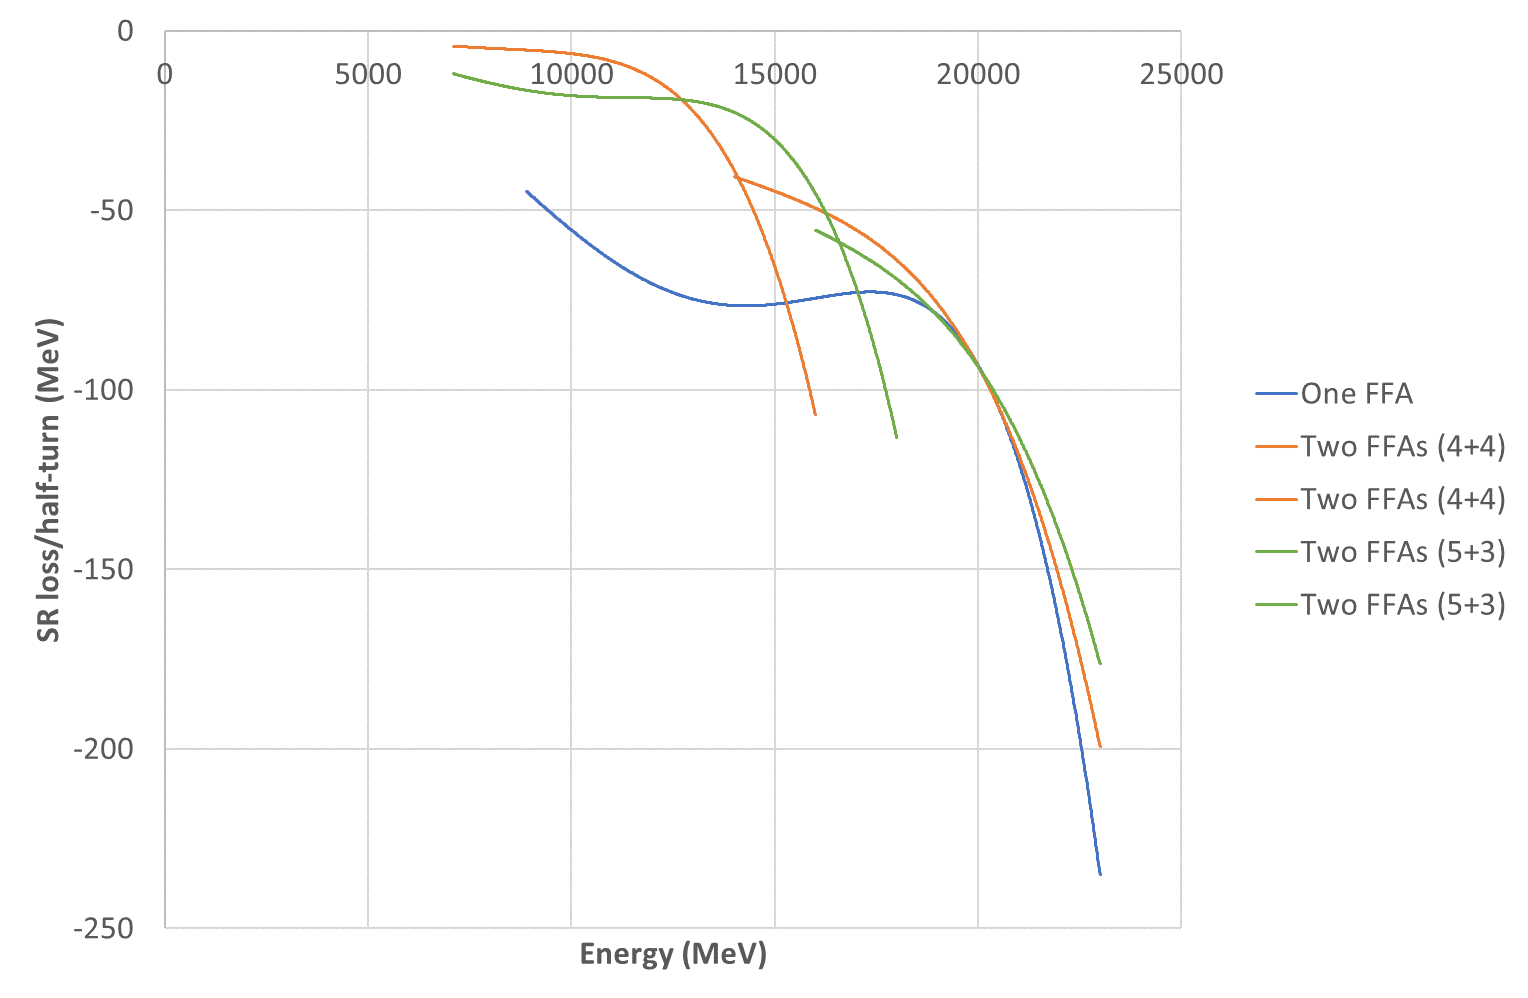 0
0 5000 10000 15000 20000 25000
-50
-100
-150
-200
-250
SR loss/half-turn (MeV)
Energy (MeV)
One FFA
Two FFAs (4+4)
Two FFAs (4+4)
Two FFAs (5+3)
Two FFAs (5+3)